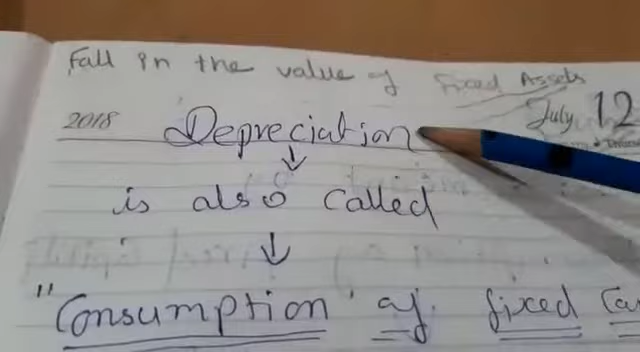 Fall in the value of Fixed Assets
2018 Depreciation July 12
↓
is also called
↓
"Consumption" of fixed